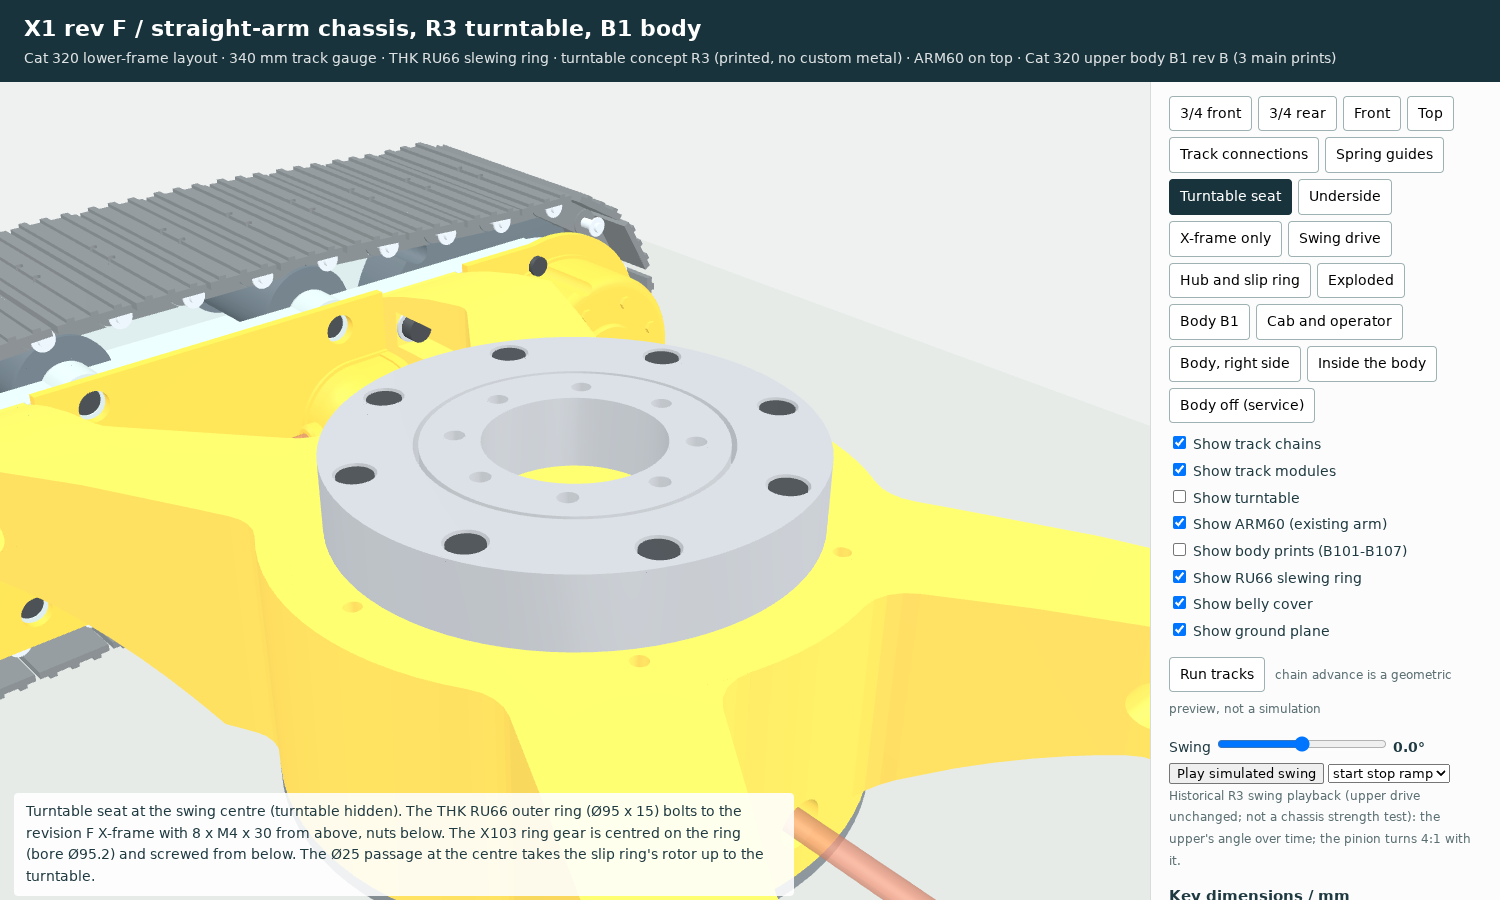 X1 rev F / straight-arm chassis, R3 turntable, B1 body
Cat 320 lower-frame layout · 340 mm track gauge · THK RU66 slewing ring · turntable concept R3 (printed, no custom metal) · ARM60 on top · Cat 320 upper body B1 rev B (3 main prints)
3/4 front 3/4 rear Front Top
Track connections Spring guides
Turntable seat Underside
X-frame only Swing drive
Hub and slip ring Exploded
Body B1 Cab and operator
Body, right side Inside the body
Body off (service)
Show track chains
Show track modules
Show turntable
Show ARM60 (existing arm)
Show body prints (B101-B107)
Show RU66 slewing ring
Show belly cover
Show ground plane
Run tracks chain advance is a geometric
preview, not a simulation
Swing 0.0°
Play simulated swing start stop ramp
Historical R3 swing playback (upper drive
unchanged; not a chassis strength test): the
upper's angle over time; the pinion turns 4:1 with
it.
Key dimensions / mm
Turntable seat at the swing centre (turntable hidden). The THK RU66 outer ring (Ø95 x 15) bolts to the
revision F X-frame with 8 x M4 x 30 from above, nuts below. The X103 ring gear is centred on the ring
(bore Ø95.2) and screwed from below. The Ø25 passage at the centre takes the slip ring's rotor up to the
turntable.